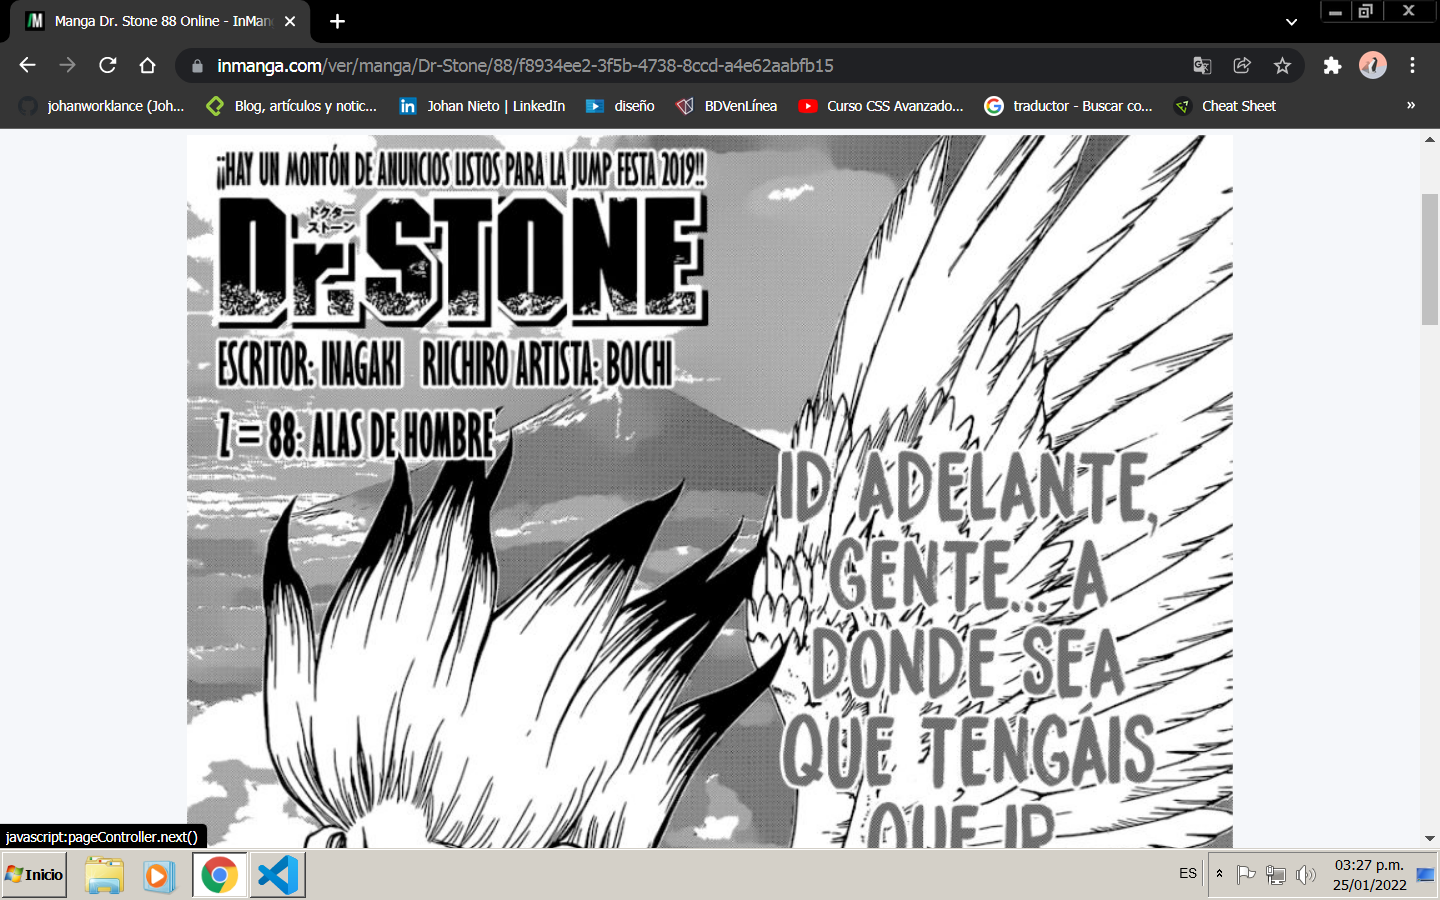 Manga Dr. Stone 88 Online - InMan
inmanga.com/ver/manga/Dr-Stone/88/f8934ee2-3f5b-4738-8ccd-a4e62aabfb15
johanworklance (Joh...
Blog, artículos y notic...
Johan Nieto | LinkedIn
diseño
BDVenLínea
Curso CSS Avanzado...
traductor - Buscar co...
Cheat Sheet
»
¡¡HAY UN MONTÓN DE ANUNCIOS LISTOS PARA LA JUMP FESTA 2019!!
Dr. STONE
ドクター
ストーン
ESCRITOR: INAGAKI RIICHIRO ARTISTA: BOICHI
Z = 88: ALAS DE HOMBRE
ID ADELANTE,
GENTE... A
DONDE SEA
QUE TENGÁIS
QUE IR
javascript:pageController.next()
Inicio
ES
03:27 p.m.
25/01/2022